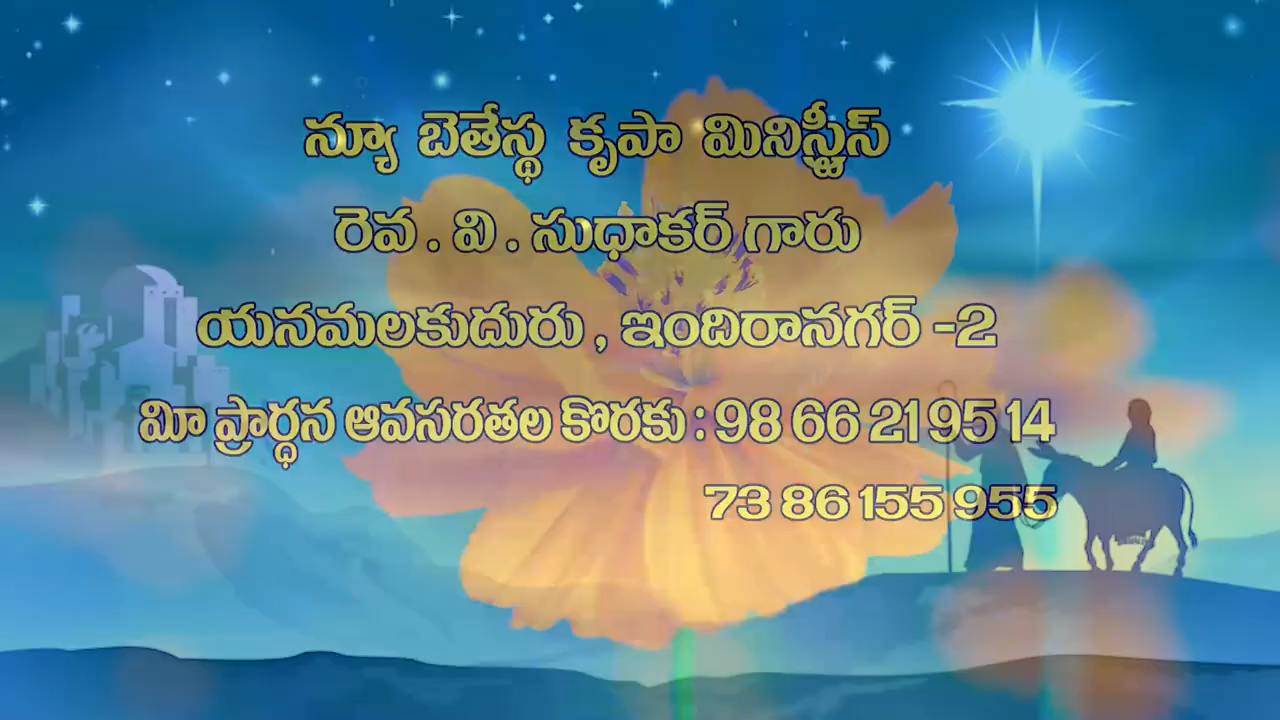 న్యూ బెతేస్థ కృపా మినిస్ట్రీస్
రెవ . వి . సుధాకర్ గారు
యనమలకుదురు , ఇందిరానగర్ -2
మీ ప్రార్ధన ఆవసరతల కొరకు : 98 66 21 95 14
73 86 155 955